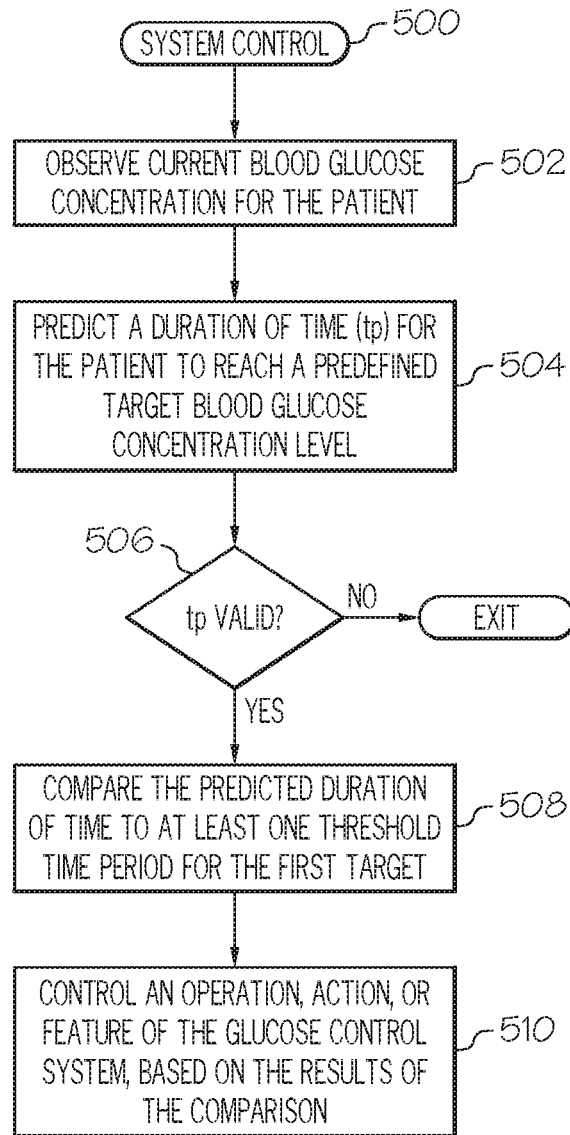 SYSTEM CONTROL
500
OBSERVE CURRENT BLOOD GLUCOSE
CONCENTRATION FOR THE PATIENT
502
PREDICT A DURATION OF TIME (tp) FOR
THE PATIENT TO REACH A PREDEFINED
TARGET BLOOD GLUCOSE
CONCENTRATION LEVEL
504
506
tp VALID?
NO
EXIT
YES
COMPARE THE PREDICTED DURATION
OF TIME TO AT LEAST ONE THRESHOLD
TIME PERIOD FOR THE FIRST TARGET
508
CONTROL AN OPERATION, ACTION, OR
FEATURE OF THE GLUCOSE CONTROL
SYSTEM, BASED ON THE RESULTS OF
THE COMPARISON
510